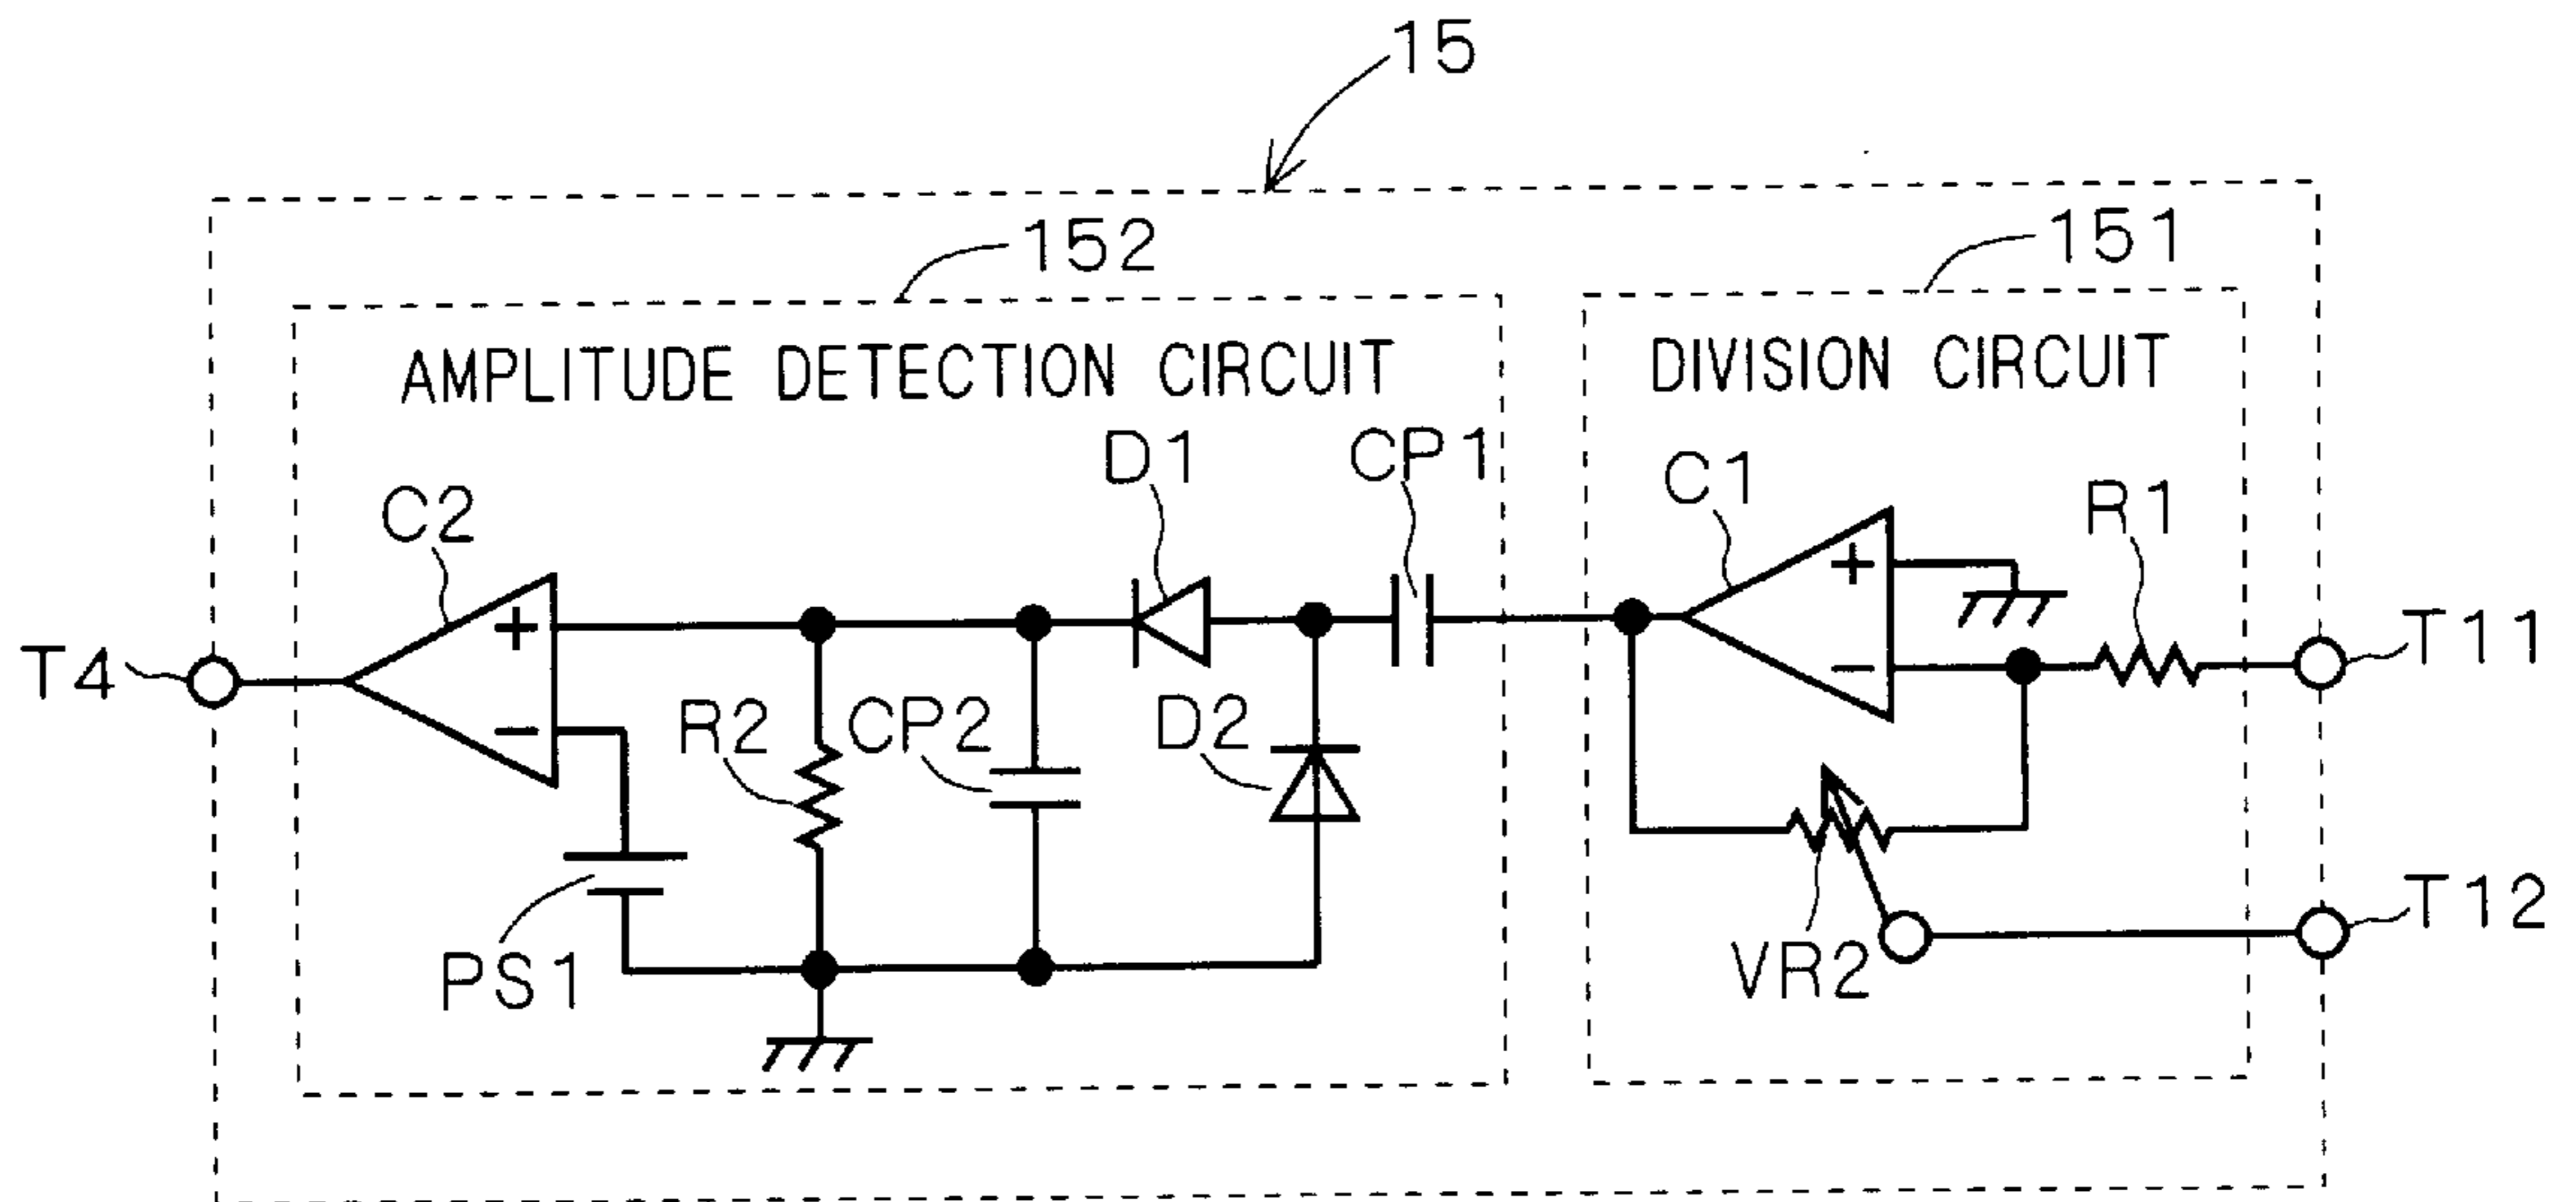 15
152
151
AMPLITUDE DETECTION CIRCUIT
DIVISION CIRCUIT
D1
CP1
C1
R1
C2
+
-
+
-
T4
T11
R2
CP2
D2
PS1
VR2
T12